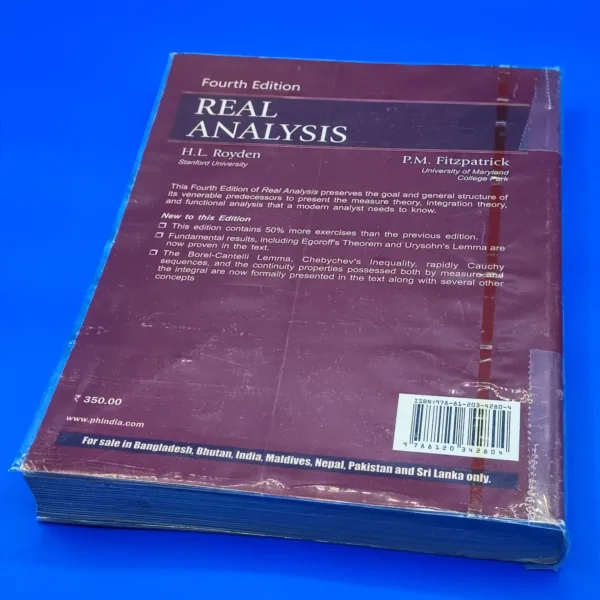 Fourth Edition
REAL
ANALYSIS
H.L. Royden
Stanford University
P.M. Fitzpatrick
University of Maryland
College Park
This Fourth Edition of Real Analysis preserves the goal and general structure of
its venerable predecessors to present the measure theory, integration theory,
and functional analysis that a modern analyst needs to know.
New to this Edition
❐ This edition contains 50% more exercises than the previous edition.
❐ Fundamental results, including Egoroff's Theorem and Urysohn's Lemma are
now proven in the text.
❐ The Borel-Cantelli Lemma, Chebychev's Inequality, rapidly Cauchy
sequences, and the continuity properties possessed both by measure and
the integral are now formally presented in the text along with several other
concepts
₹ 350.00
www.phindia.com
ISBN:978-81-203-4280-4
9 788120 342804
For sale in Bangladesh, Bhutan, India, Maldives, Nepal, Pakistan and Sri Lanka only.